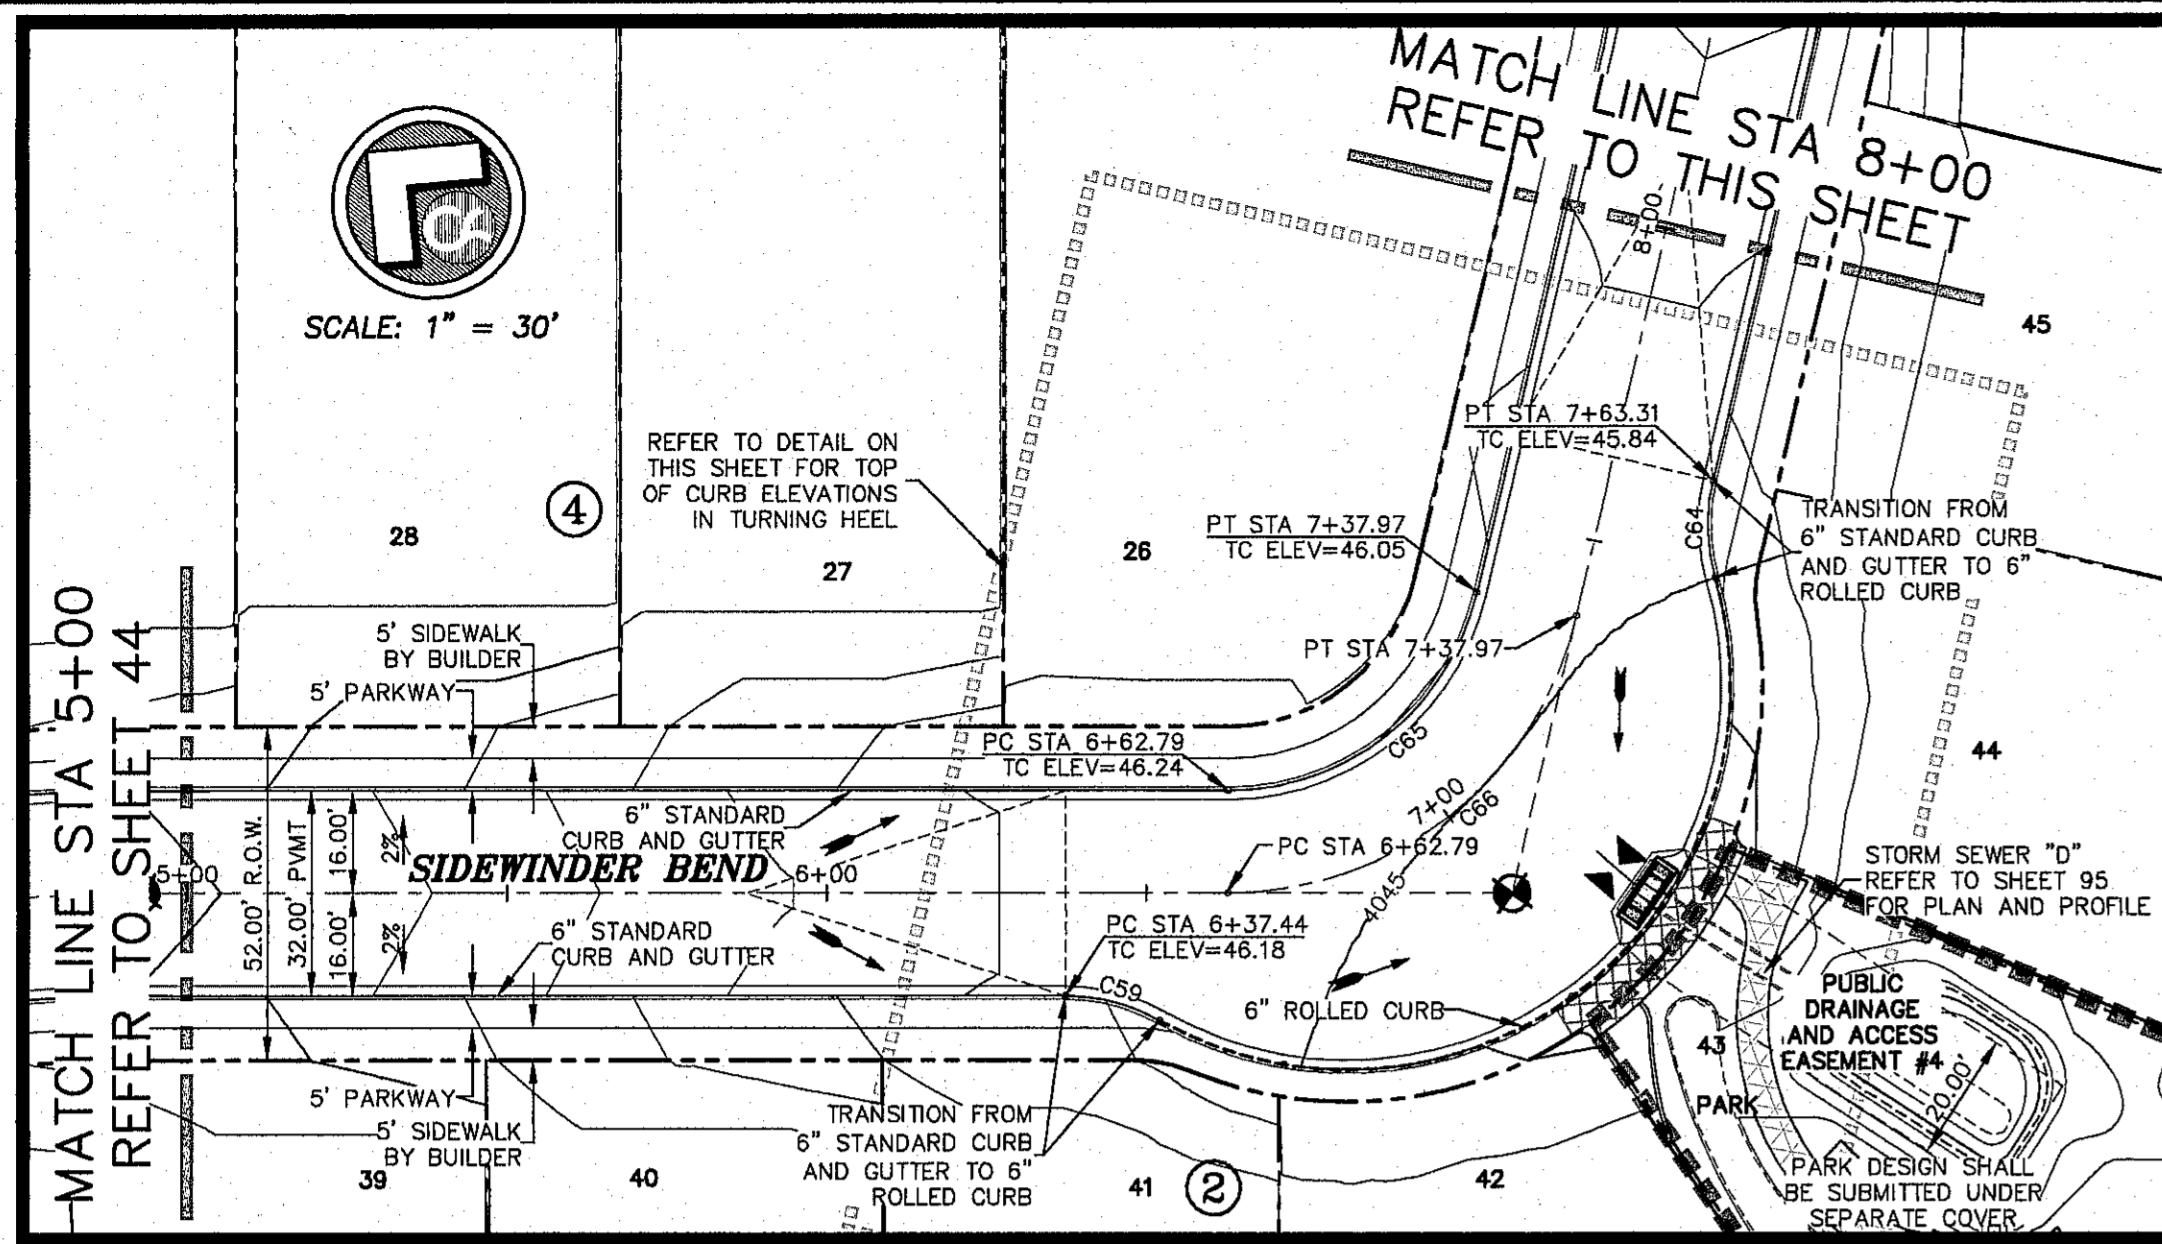 MATCH LINE STA 8+00
REFER TO THIS SHEET
SCALE: 1" = 30'
8+00
45
PT STA 7+63.31
TC ELEV=45.84
REFER TO DETAIL ON
THIS SHEET FOR TOP
OF CURB ELEVATIONS
IN TURNING HEEL
4
28
27
26
PT STA 7+37.97
TC ELEV=46.05
C64
TRANSITION FROM
6" STANDARD CURB
AND GUTTER TO 6"
ROLLED CURB
MATCH LINE STA 5+00
REFER TO SHEET 44
5' SIDEWALK
BY BUILDER
5' PARKWAY
PT STA 7+37.97
PC STA 6+62.79
TC ELEV=46.24
C65
44
6" STANDARD
CURB AND GUTTER
7+00
C66
52.00' R.O.W.
32.00' PVMT
16.00'
2%
SIDEWINDER BEND
5+00
6+00
PC STA 6+62.79
4045
STORM SEWER "D"
REFER TO SHEET 95
FOR PLAN AND PROFILE
16.00'
2%
6" STANDARD
CURB AND GUTTER
PC STA 6+37.44
TC ELEV=46.18
C59
6" ROLLED CURB
PUBLIC
DRAINAGE
AND ACCESS
EASEMENT #4
43
20.00'
PARK
5' PARKWAY
5' SIDEWALK
BY BUILDER
TRANSITION FROM
6" STANDARD CURB
AND GUTTER TO 6"
ROLLED CURB
39
40
41
2
42
PARK DESIGN SHALL
BE SUBMITTED UNDER
SEPARATE COVER